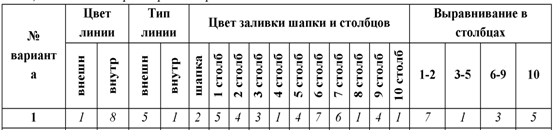 № варианта
Цвет линии
Тип линии
Цвет заливки шапки и столбцов
Выравнивание в столбцах
внешн
внутр
внешн
внутр
шапка
1 столб
2 столб
3 столб
4 столб
5 столб
6 столб
7 столб
8 столб
9 столб
10 столб
1-2
3-5
6-9
10
1 1 8 5 1 2 5 4 3 1 4 7 6 1 4 1 7 1 3 5